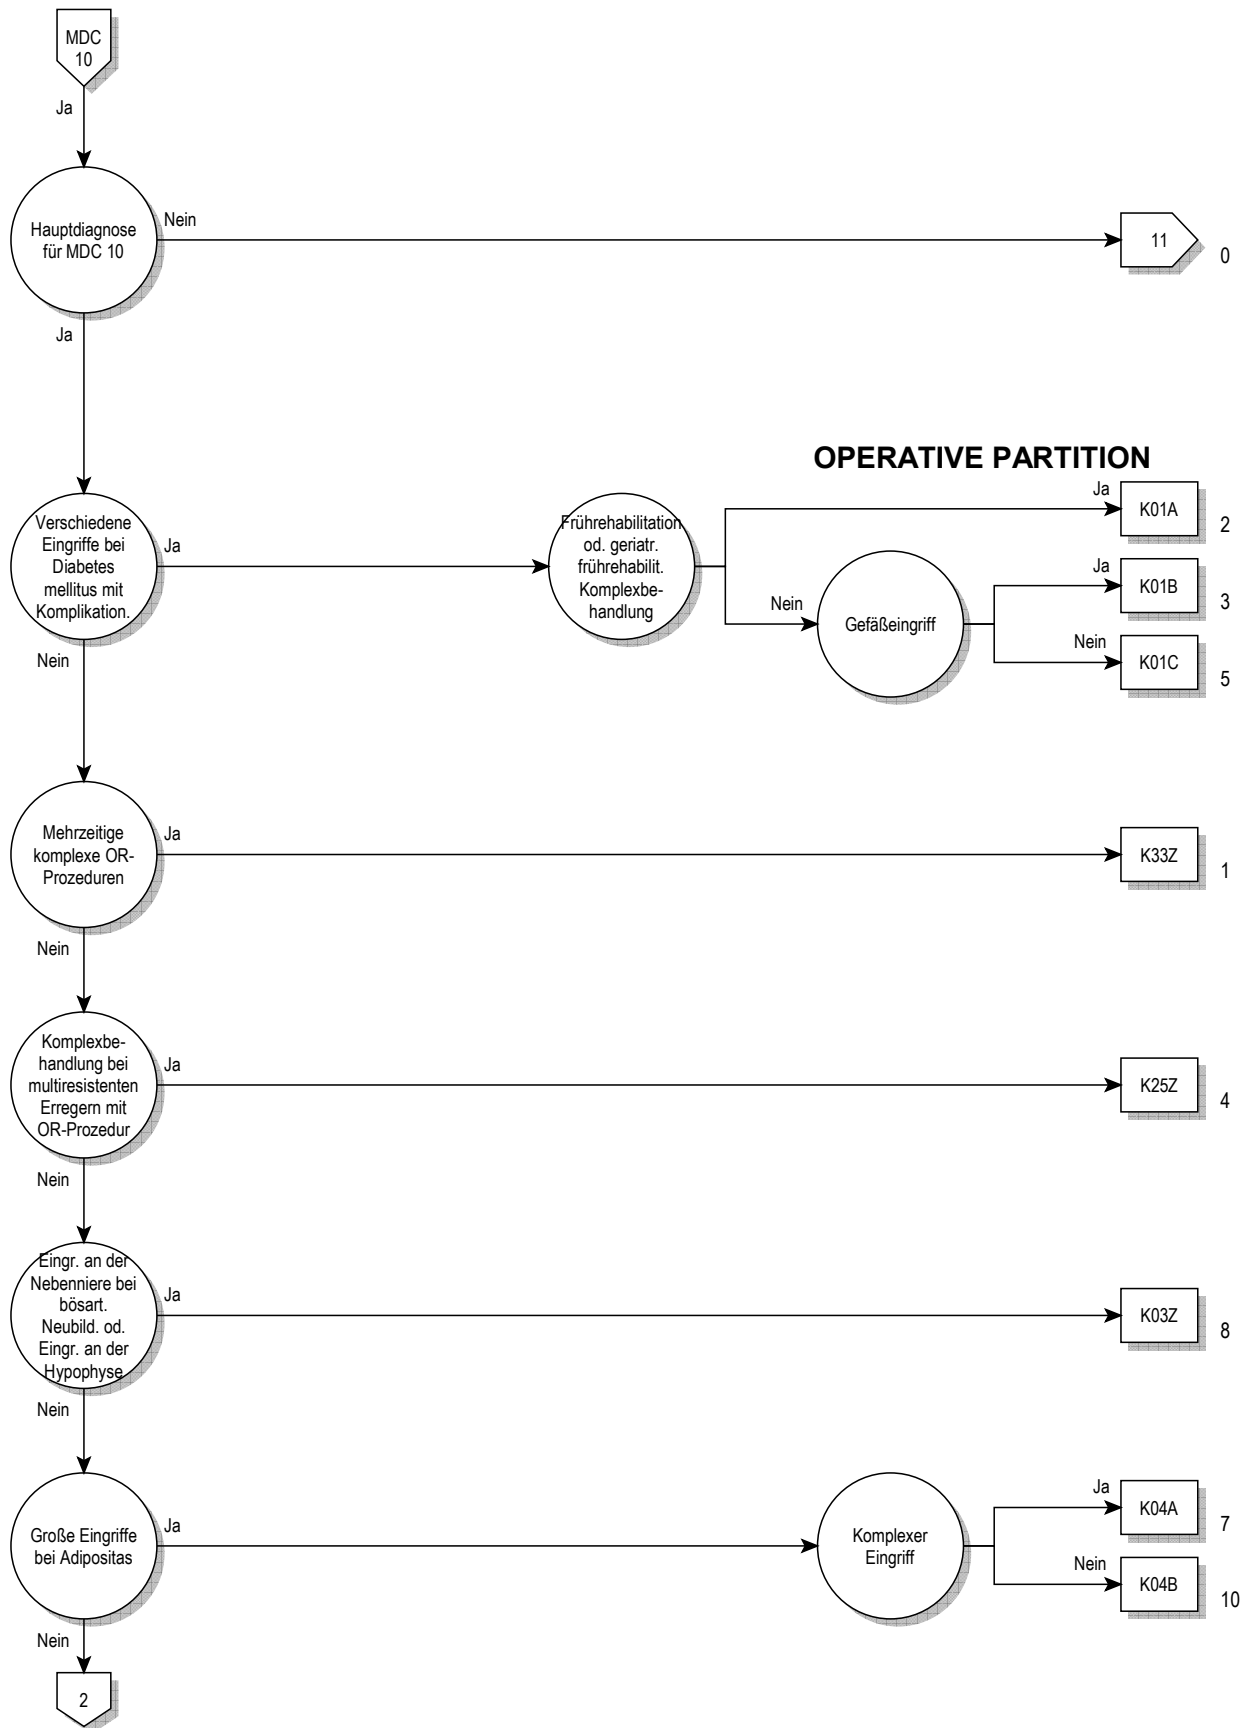 MDC
10
Ja
Hauptdiagnose
für MDC 10
Nein
11
0
Ja
OPERATIVE PARTITION
Verschiedene
Eingriffe bei
Diabetes
mellitus mit
Komplikation.
Ja
Frührehabilitation
od. geriatr.
frührehabilit.
Komplexbe-
handlung
Ja
K01A
2
Nein
Gefäßeingriff
Ja
K01B
3
Nein
K01C
5
Nein
Mehrzeitige
komplexe OR-
Prozeduren
Ja
K33Z
1
Nein
Komplexbe-
handlung bei
multiresistenten
Erregern mit
OR-Prozedur
Ja
K25Z
4
Nein
Eingr. an der
Nebenniere bei
bösart.
Neubild. od.
Eingr. an der
Hypophyse
Ja
K03Z
8
Nein
Große Eingriffe
bei Adipositas
Ja
Komplexer
Eingriff
Ja
K04A
7
Nein
K04B
10
Nein
2